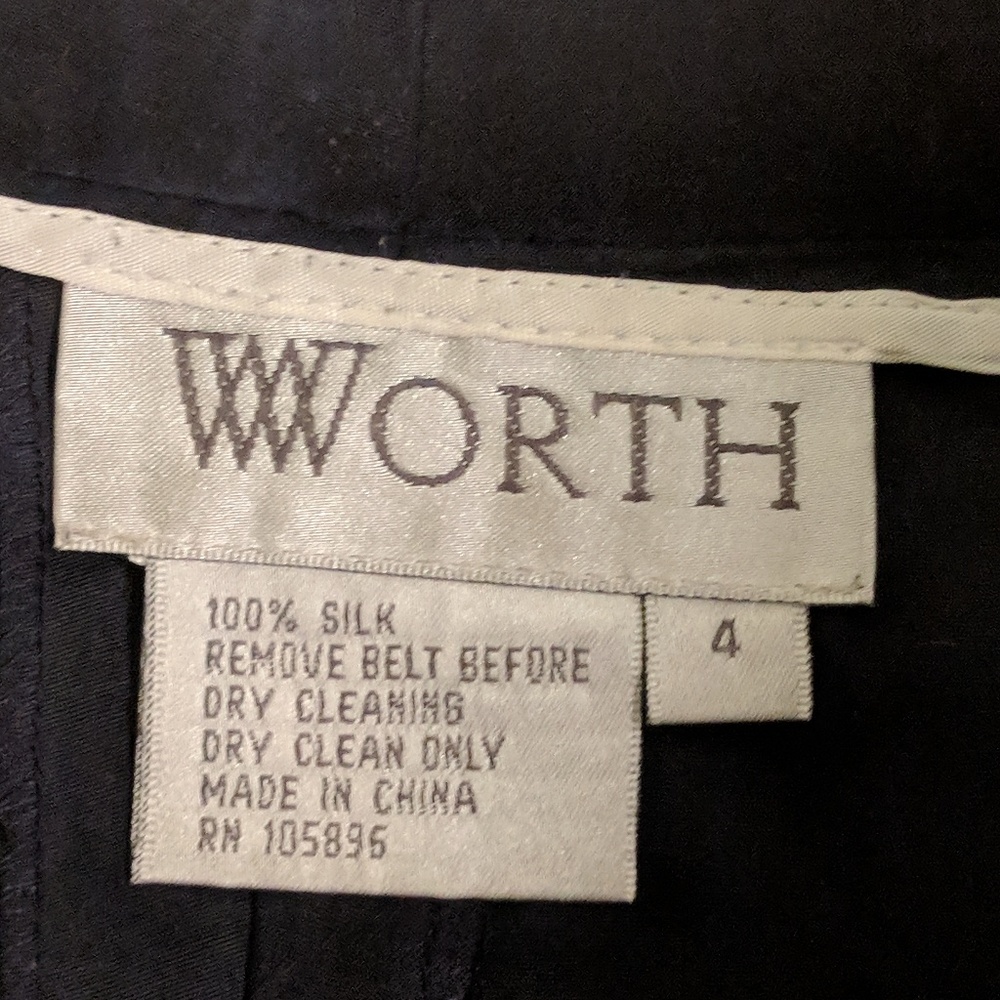 WORTH
100% SILK
REMOVE BELT BEFORE
DRY CLEANING
DRY CLEAN ONLY
MADE IN CHINA
RN 105896
4